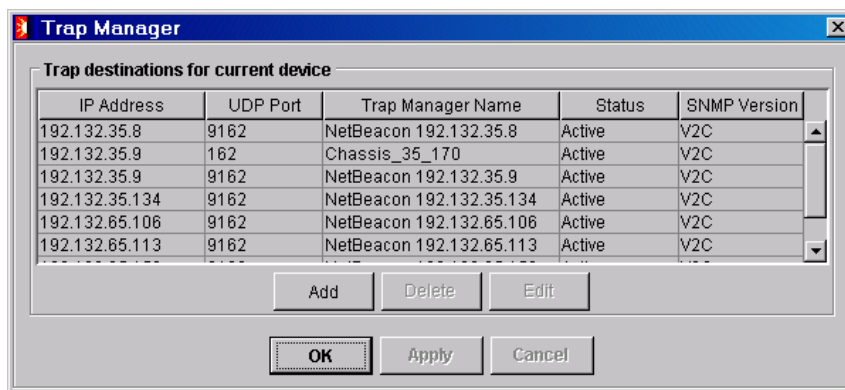 Trap Manager
Trap destinations for current device
IP Address UDP Port Trap Manager Name Status SNMP Version
192.132.35.8 9162 NetBeacon 192.132.35.8 Active V2C
192.132.35.9 162 Chassis_35_170 Active V2C
192.132.35.9 9162 NetBeacon 192.132.35.9 Active V2C
192.132.35.134 9162 NetBeacon 192.132.35.134 Active V2C
192.132.65.106 9162 NetBeacon 192.132.65.106 Active V2C
192.132.65.113 9162 NetBeacon 192.132.65.113 Active V2C
Add Delete Edit
OK Apply Cancel